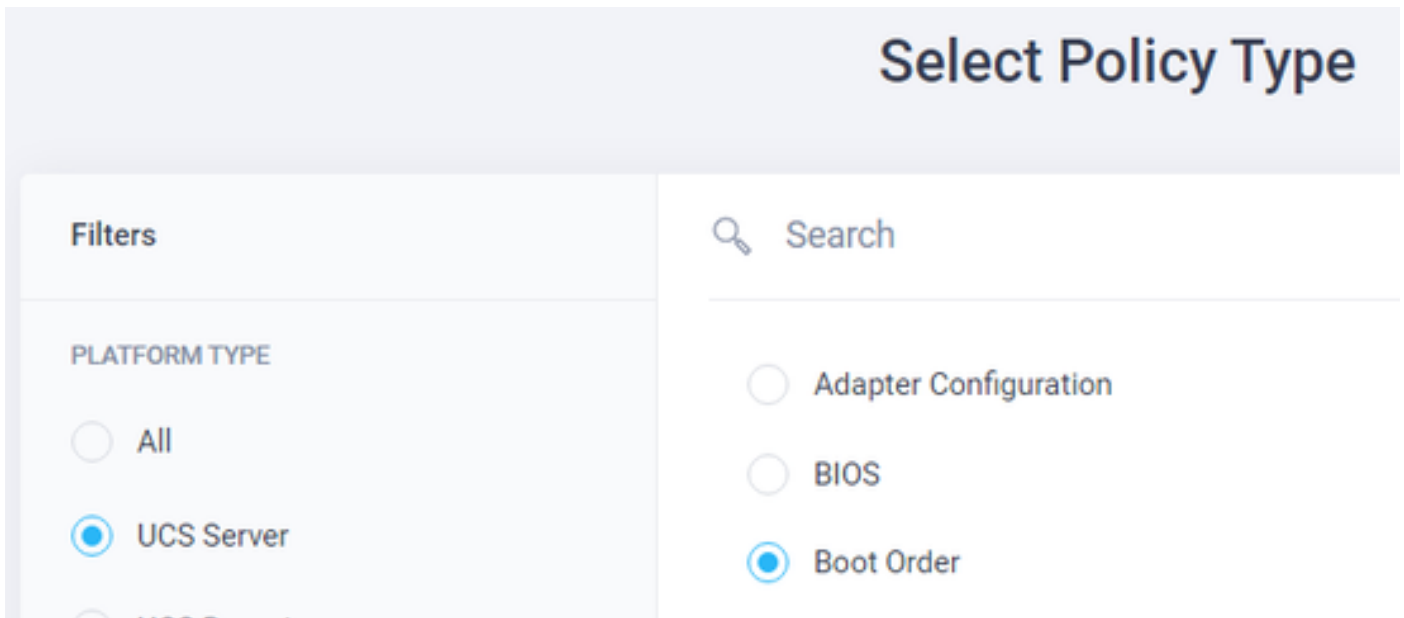 Select Policy Type
Filters
Search
PLATFORM TYPE
All
UCS Server
Adapter Configuration
BIOS
Boot Order